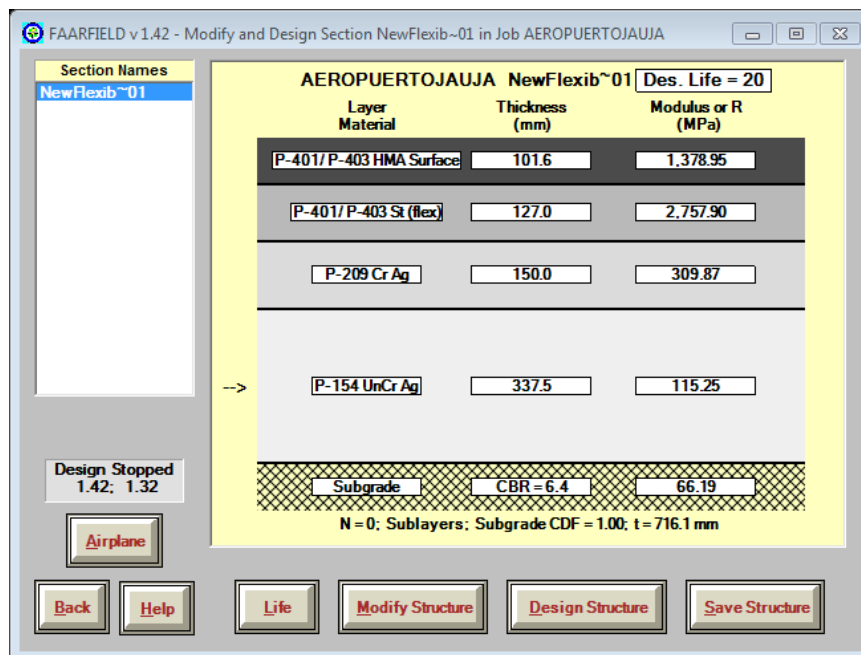 FAARFIELD v 1.42 - Modify and Design Section NewFlexib~01 in Job AEROPUERTOJAUJA
Section Names
NewFlexib~01
AEROPUERTOJAUJA NewFlexib~01 Des. Life = 20
Layer Material Thickness (mm) Modulus or R (MPa)
P-401/ P-403 HMA Surface 101.6 1,378.95
P-401/ P-403 St (flex) 127.0 2,757.90
P-209 Cr Ag 150.0 309.87
--> P-154 UnCr Ag 337.5 115.25
Subgrade CBR = 6.4 66.19
N = 0; Sublayers; Subgrade CDF = 1.00; t = 716.1 mm
Design Stopped
1.42; 1.32
Airplane
Back Help Life Modify Structure Design Structure Save Structure